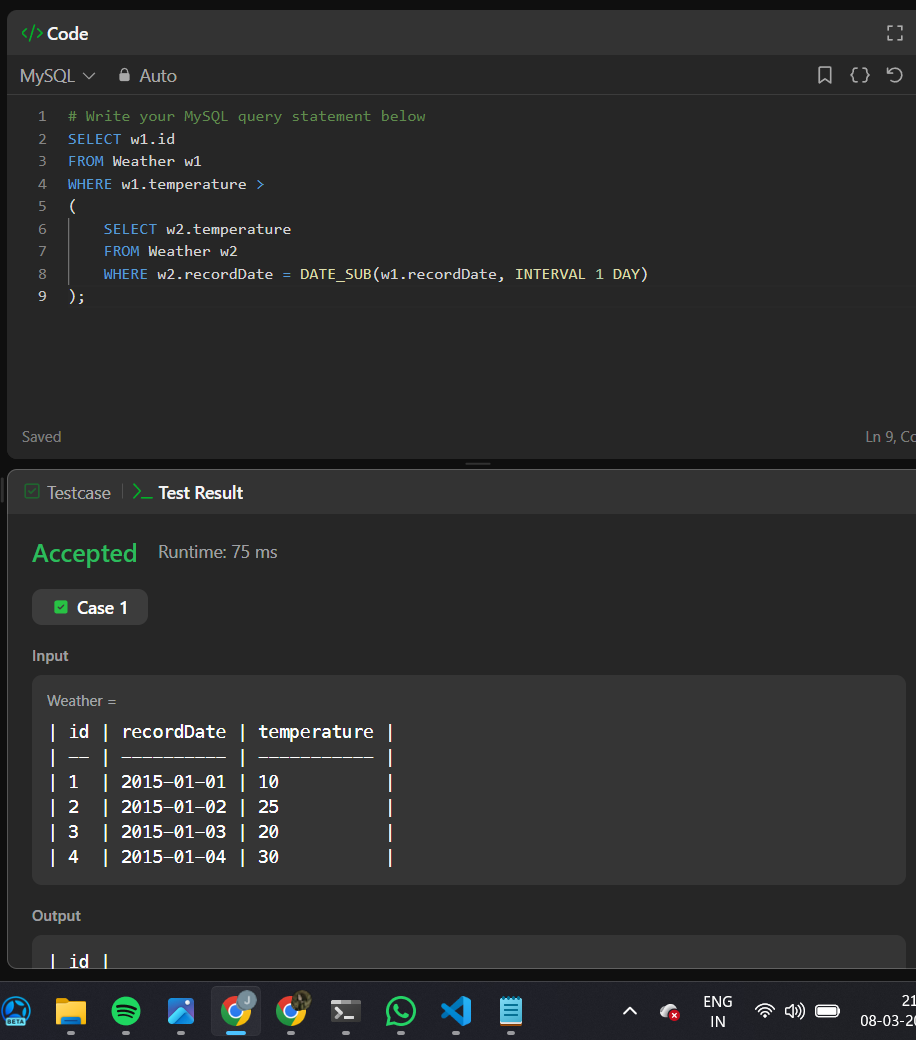 </> Code
MySQL Auto
1 # Write your MySQL query statement below
2 SELECT w1.id
3 FROM Weather w1
4 WHERE w1.temperature >
5 (
6 SELECT w2.temperature
7 FROM Weather w2
8 WHERE w2.recordDate = DATE_SUB(w1.recordDate, INTERVAL 1 DAY)
9 );
Saved Ln 9, Co
Testcase >_ Test Result
Accepted Runtime: 75 ms
Case 1
Input
Weather =
| id | recordDate | temperature |
| -- | ---------- | ----------- |
| 1 | 2015-01-01 | 10 |
| 2 | 2015-01-02 | 25 |
| 3 | 2015-01-03 | 20 |
| 4 | 2015-01-04 | 30 |
Output
| id |
BETA J ENG 21
IN 08-03-20